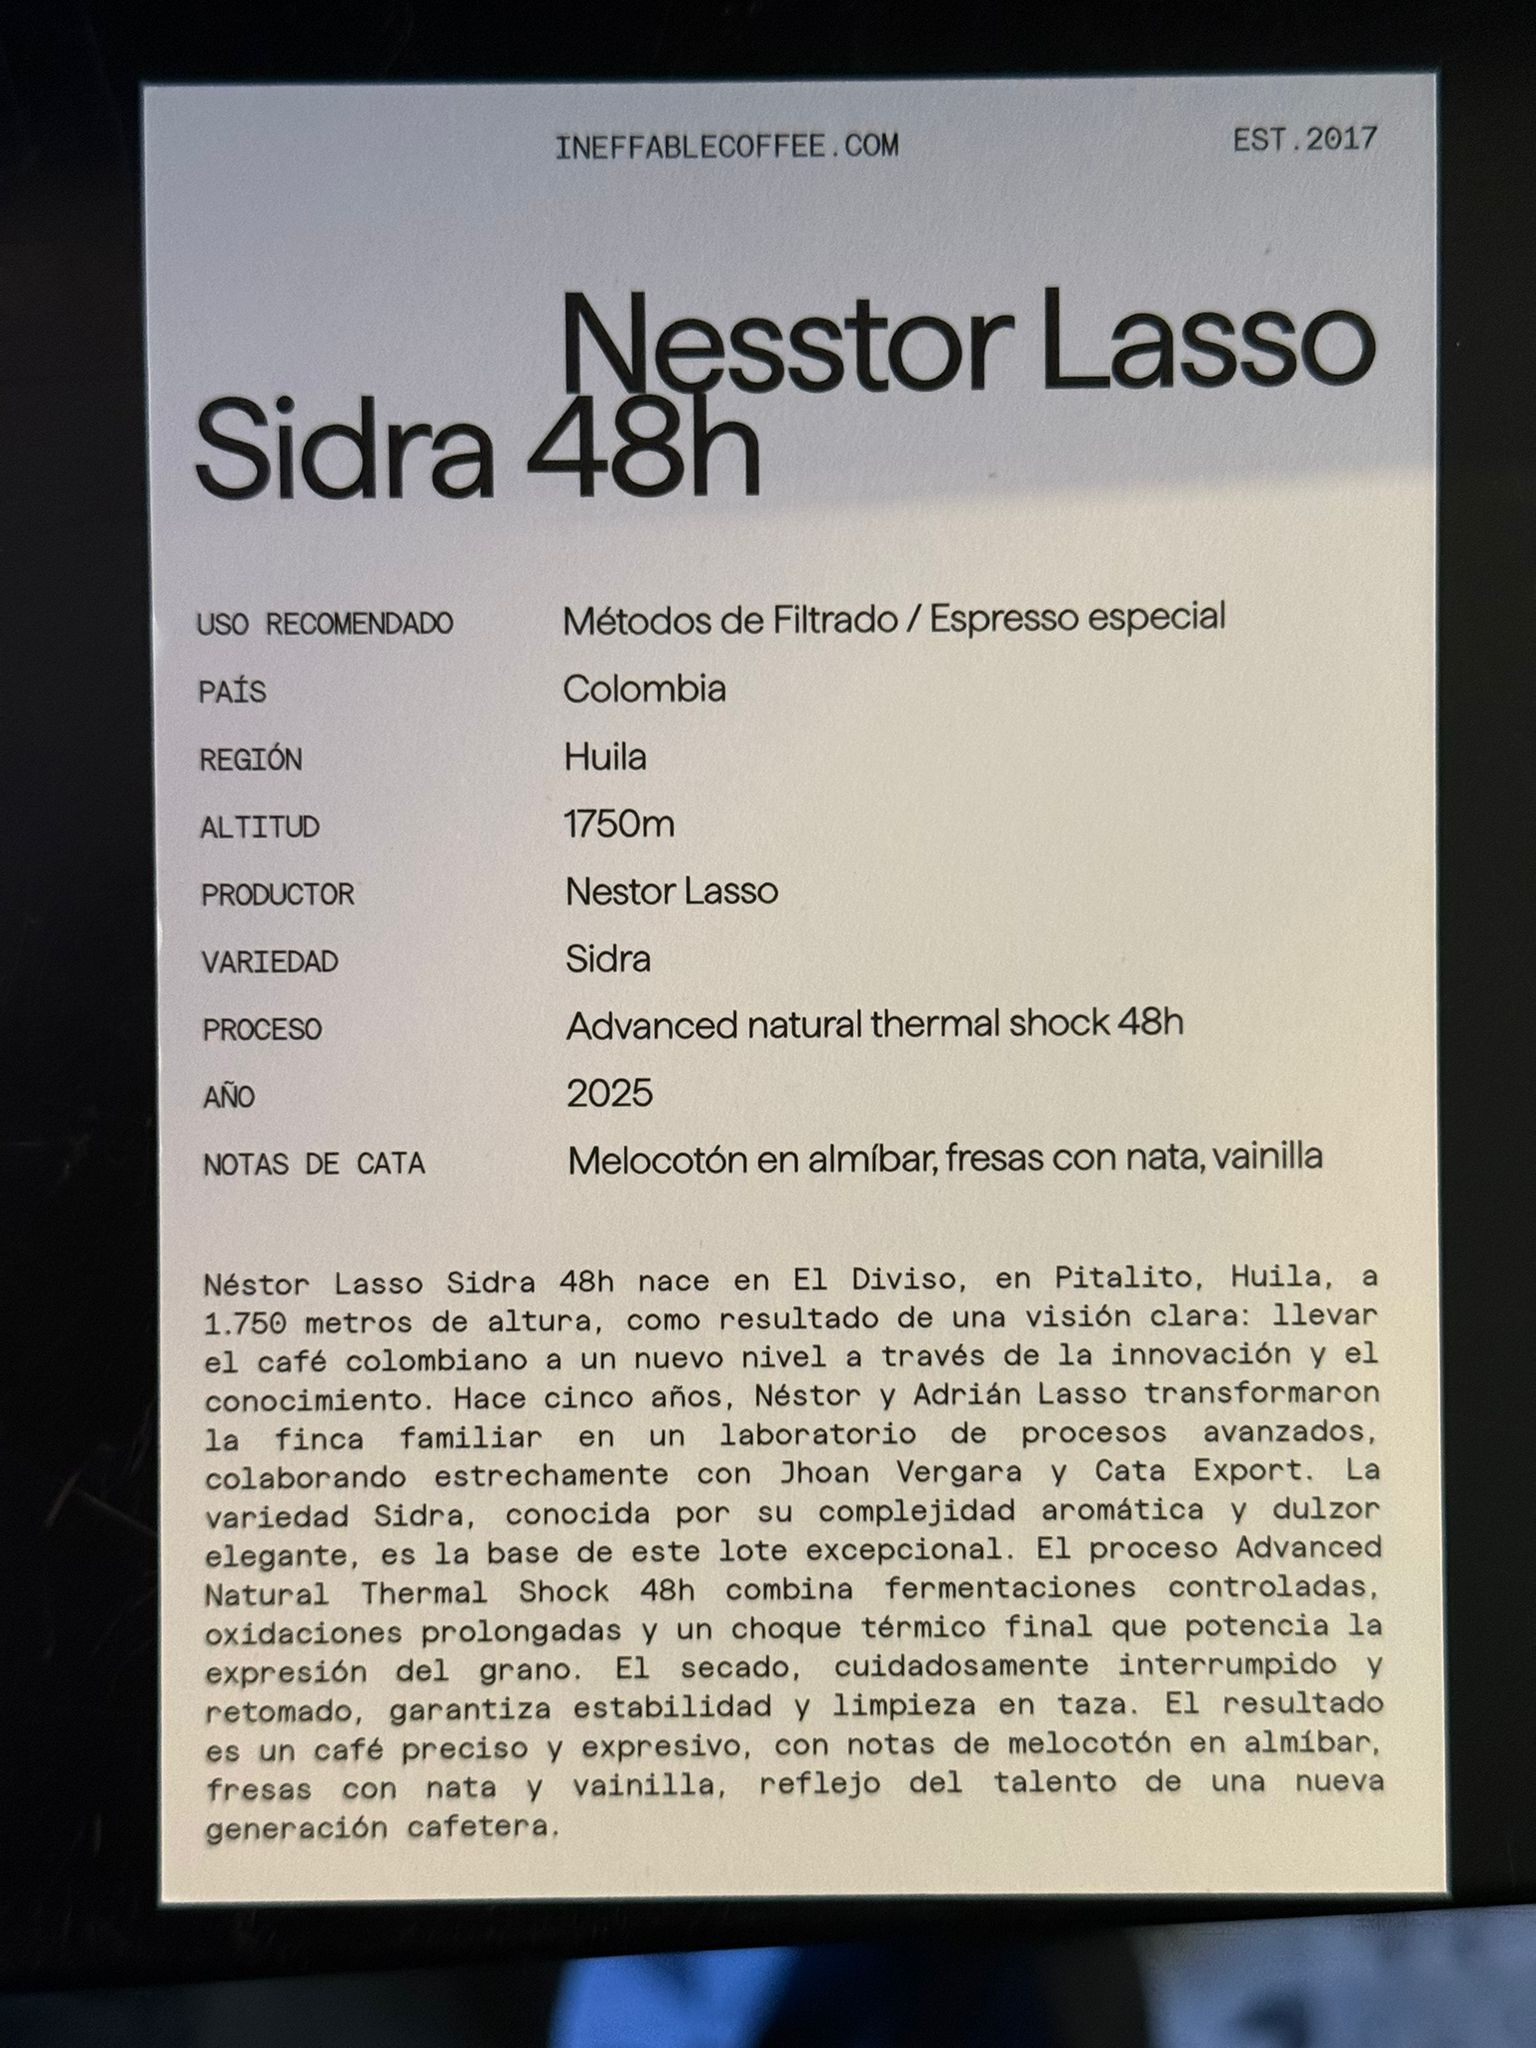 INEFFABLECOFFEE.COM EST.2017
Nesstor Lasso
Sidra 48h
USO RECOMENDADO Métodos de Filtrado / Espresso especial
PAÍS Colombia
REGIÓN Huila
ALTITUD 1750m
PRODUCTOR Nestor Lasso
VARIEDAD Sidra
PROCESO Advanced natural thermal shock 48h
AÑO 2025
NOTAS DE CATA Melocotón en almíbar, fresas con nata, vainilla
Néstor Lasso Sidra 48h nace en El Diviso, en Pitalito, Huila, a
1.750 metros de altura, como resultado de una visión clara: llevar
el café colombiano a un nuevo nivel a través de la innovación y el
conocimiento. Hace cinco años, Néstor y Adrián Lasso transformaron
la finca familiar en un laboratorio de procesos avanzados,
colaborando estrechamente con Jhoan Vergara y Cata Export. La
variedad Sidra, conocida por su complejidad aromática y dulzor
elegante, es la base de este lote excepcional. El proceso Advanced
Natural Thermal Shock 48h combina fermentaciones controladas,
oxidaciones prolongadas y un choque térmico final que potencia la
expresión del grano. El secado, cuidadosamente interrumpido y
retomado, garantiza estabilidad y limpieza en taza. El resultado
es un café preciso y expresivo, con notas de melocotón en almíbar,
fresas con nata y vainilla, reflejo del talento de una nueva
generación cafetera.